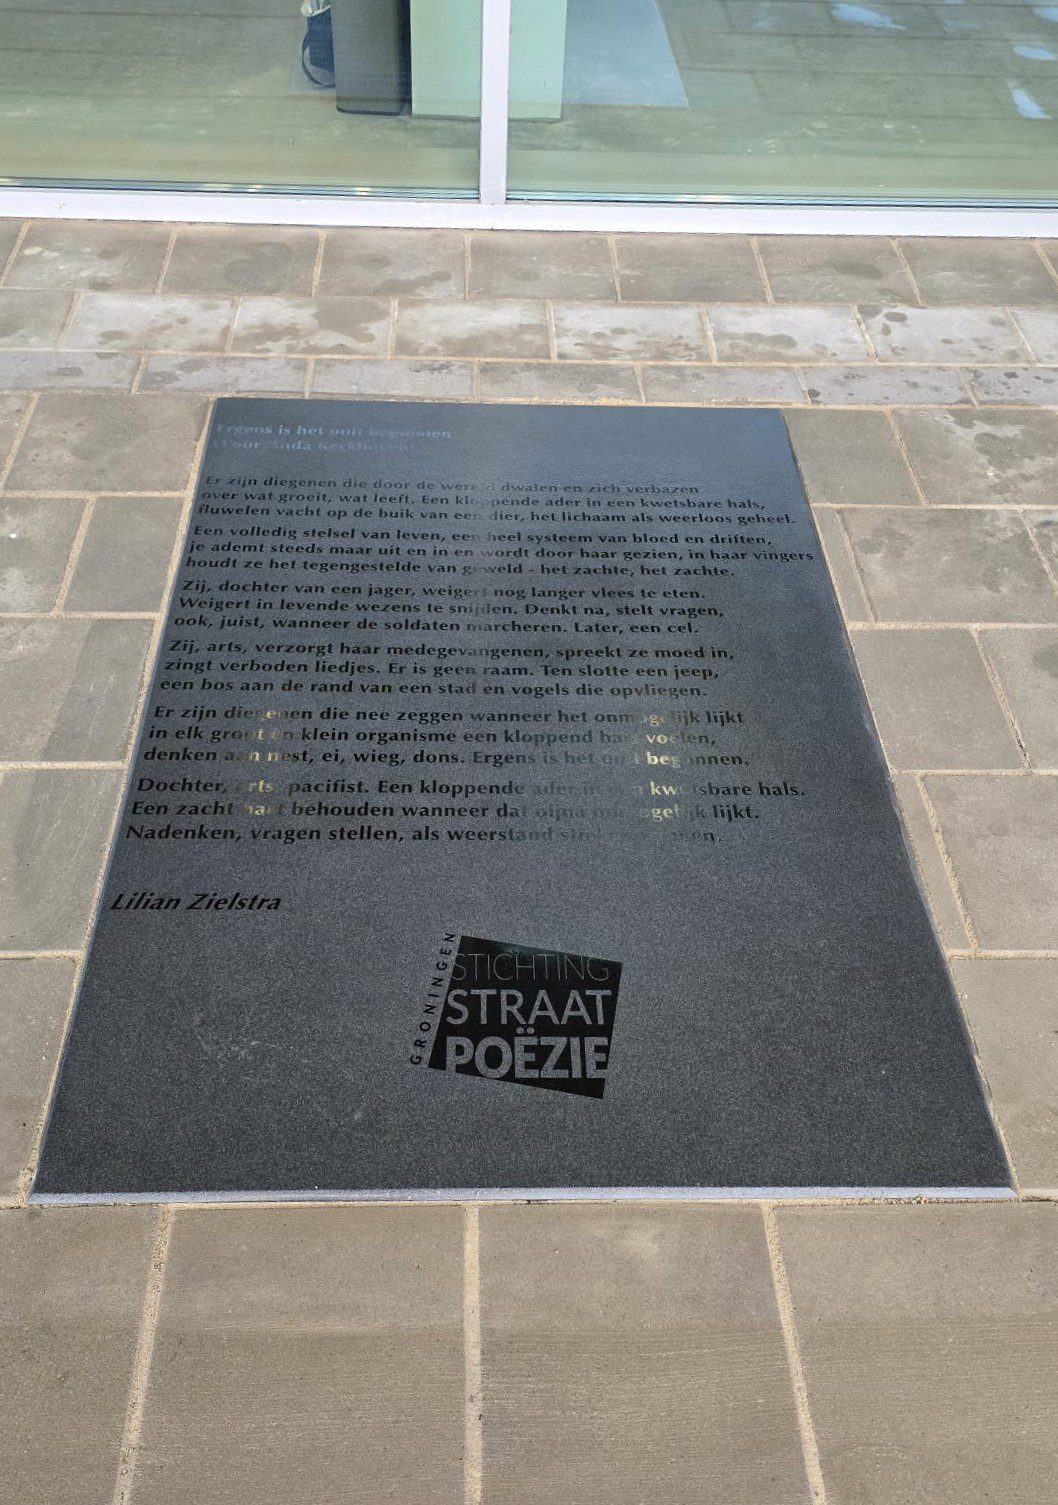 Ergens is het ooit begonnen
(Voor Anda Kerkhoven)
Er zijn diegenen die door de wereld dwalen en zich verbazen
over wat groeit, wat leeft. Een kloppende ader in een kwetsbare hals,
fluwelen vacht op de buik van een dier, het lichaam als weerloos geheel.
Een volledig stelsel van leven, een heel systeem van bloed en driften,
je ademt steeds maar uit en in en wordt door haar gezien, in haar vingers
houdt ze het tegengestelde van geweld - het zachte, het zachte.
Zij, dochter van een jager, weigert nog langer vlees te eten.
Weigert in levende wezens te snijden. Denkt na, stelt vragen,
ook, juist, wanneer de soldaten marcheren. Later, een cel.
Zij, arts, verzorgt haar medegevangenen, spreekt ze moed in,
zingt verboden liedjes. Er is geen raam. Ten slotte een jeep,
een bos aan de rand van een stad en vogels die opvliegen.
Er zijn diegenen die nee zeggen wanneer het onmogelijk lijkt
in elk groot en klein organisme een kloppend hart voelen,
denken aan nest, ei, wieg, dons. Ergens is het ooit begonnen.
Dochter, arts, pacifist. Een kloppende ader in een kwetsbare hals.
Een zacht hart behouden wanneer dat bijna onmogelijk lijkt.
Nadenken, vragen stellen, als weerstand
Lilian Zielstra
GRONINGEN
STICHTING
STRAAT
POËZIE